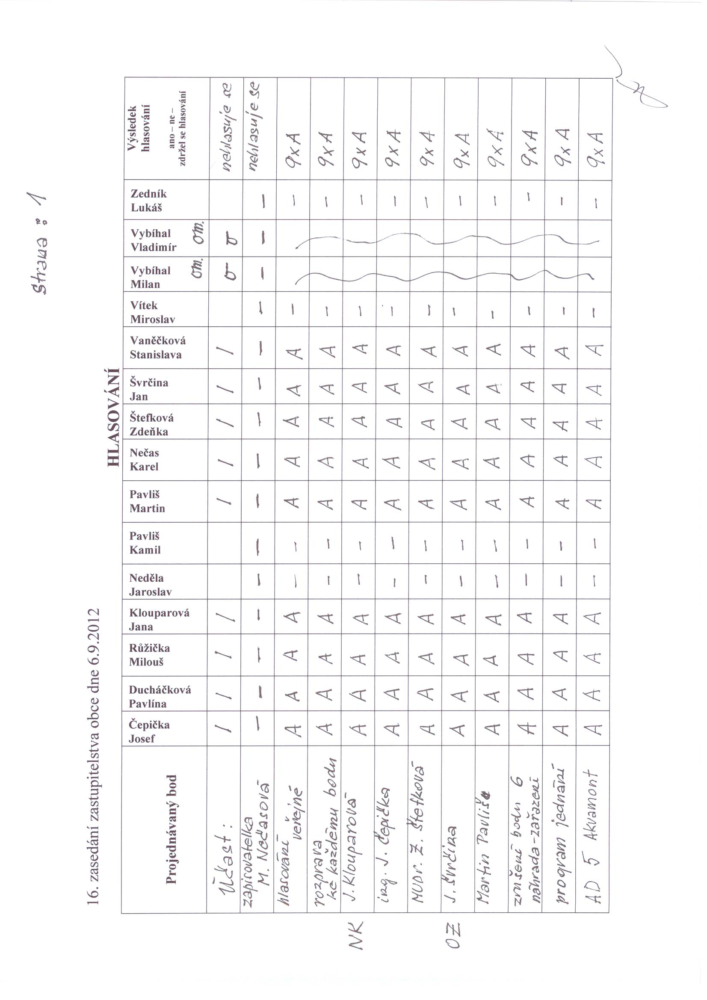 Strana : 1
16. zasedání zastupitelstva obce dne 6.9.2012
HLASOVÁNÍ
Projednávaný bod | Čepička Josef | Ducháčková Pavlína | Růžička Milouš | Klouparová Jana | Neděla Jaroslav | Pavliš Kamil | Pavliš Martin | Nečas Karel | Štefková Zdeňka | Švrčina Jan | Vaněčková Stanislava | Vítek Miroslav | Vybíhal Milan om. | Vybíhal Vladimír om. | Zedník Lukáš | Výsledek hlasování ano – ne – zdržel se hlasování
Účast : | / | / | / | / | | | / | / | / | / | / | | O | O | | nehlasuje se
zapisovatelka M. Nečasová | – | – | – | – | – | – | – | – | – | – | – | – | – | – | – | nehlasuje se
hlasování veřejné | A | A | A | A | – | – | A | A | A | A | A | – | | | – | 9xA
rozprava ke každému bodu | A | A | A | A | – | – | A | A | A | A | A | – | | | – | 9xA
NK J. Klouparová | A | A | A | A | – | – | A | A | A | A | A | – | | | – | 9xA
ing. J. Čepička | A | A | A | A | – | – | A | A | A | A | A | – | | | – | 9xA
MUDr. Z. Štefková | A | A | A | A | – | – | A | A | A | A | A | – | | | – | 9xA
OZ J. Švrčina | A | A | A | A | – | – | A | A | A | A | A | – | | | – | 9xA
Martin Pavliš | A | A | A | A | – | – | A | A | A | A | A | – | | | – | 9xA
zrušení bodu 6 náhrada-zařazení | A | A | A | A | – | – | A | A | A | A | A | – | | | – | 9xA
program jednání | A | A | A | A | – | – | A | A | A | A | A | – | | | – | 9xA
AD 5 Akvamont | A | A | A | A | – | – | A | A | A | A | A | – | | | – | 9xA